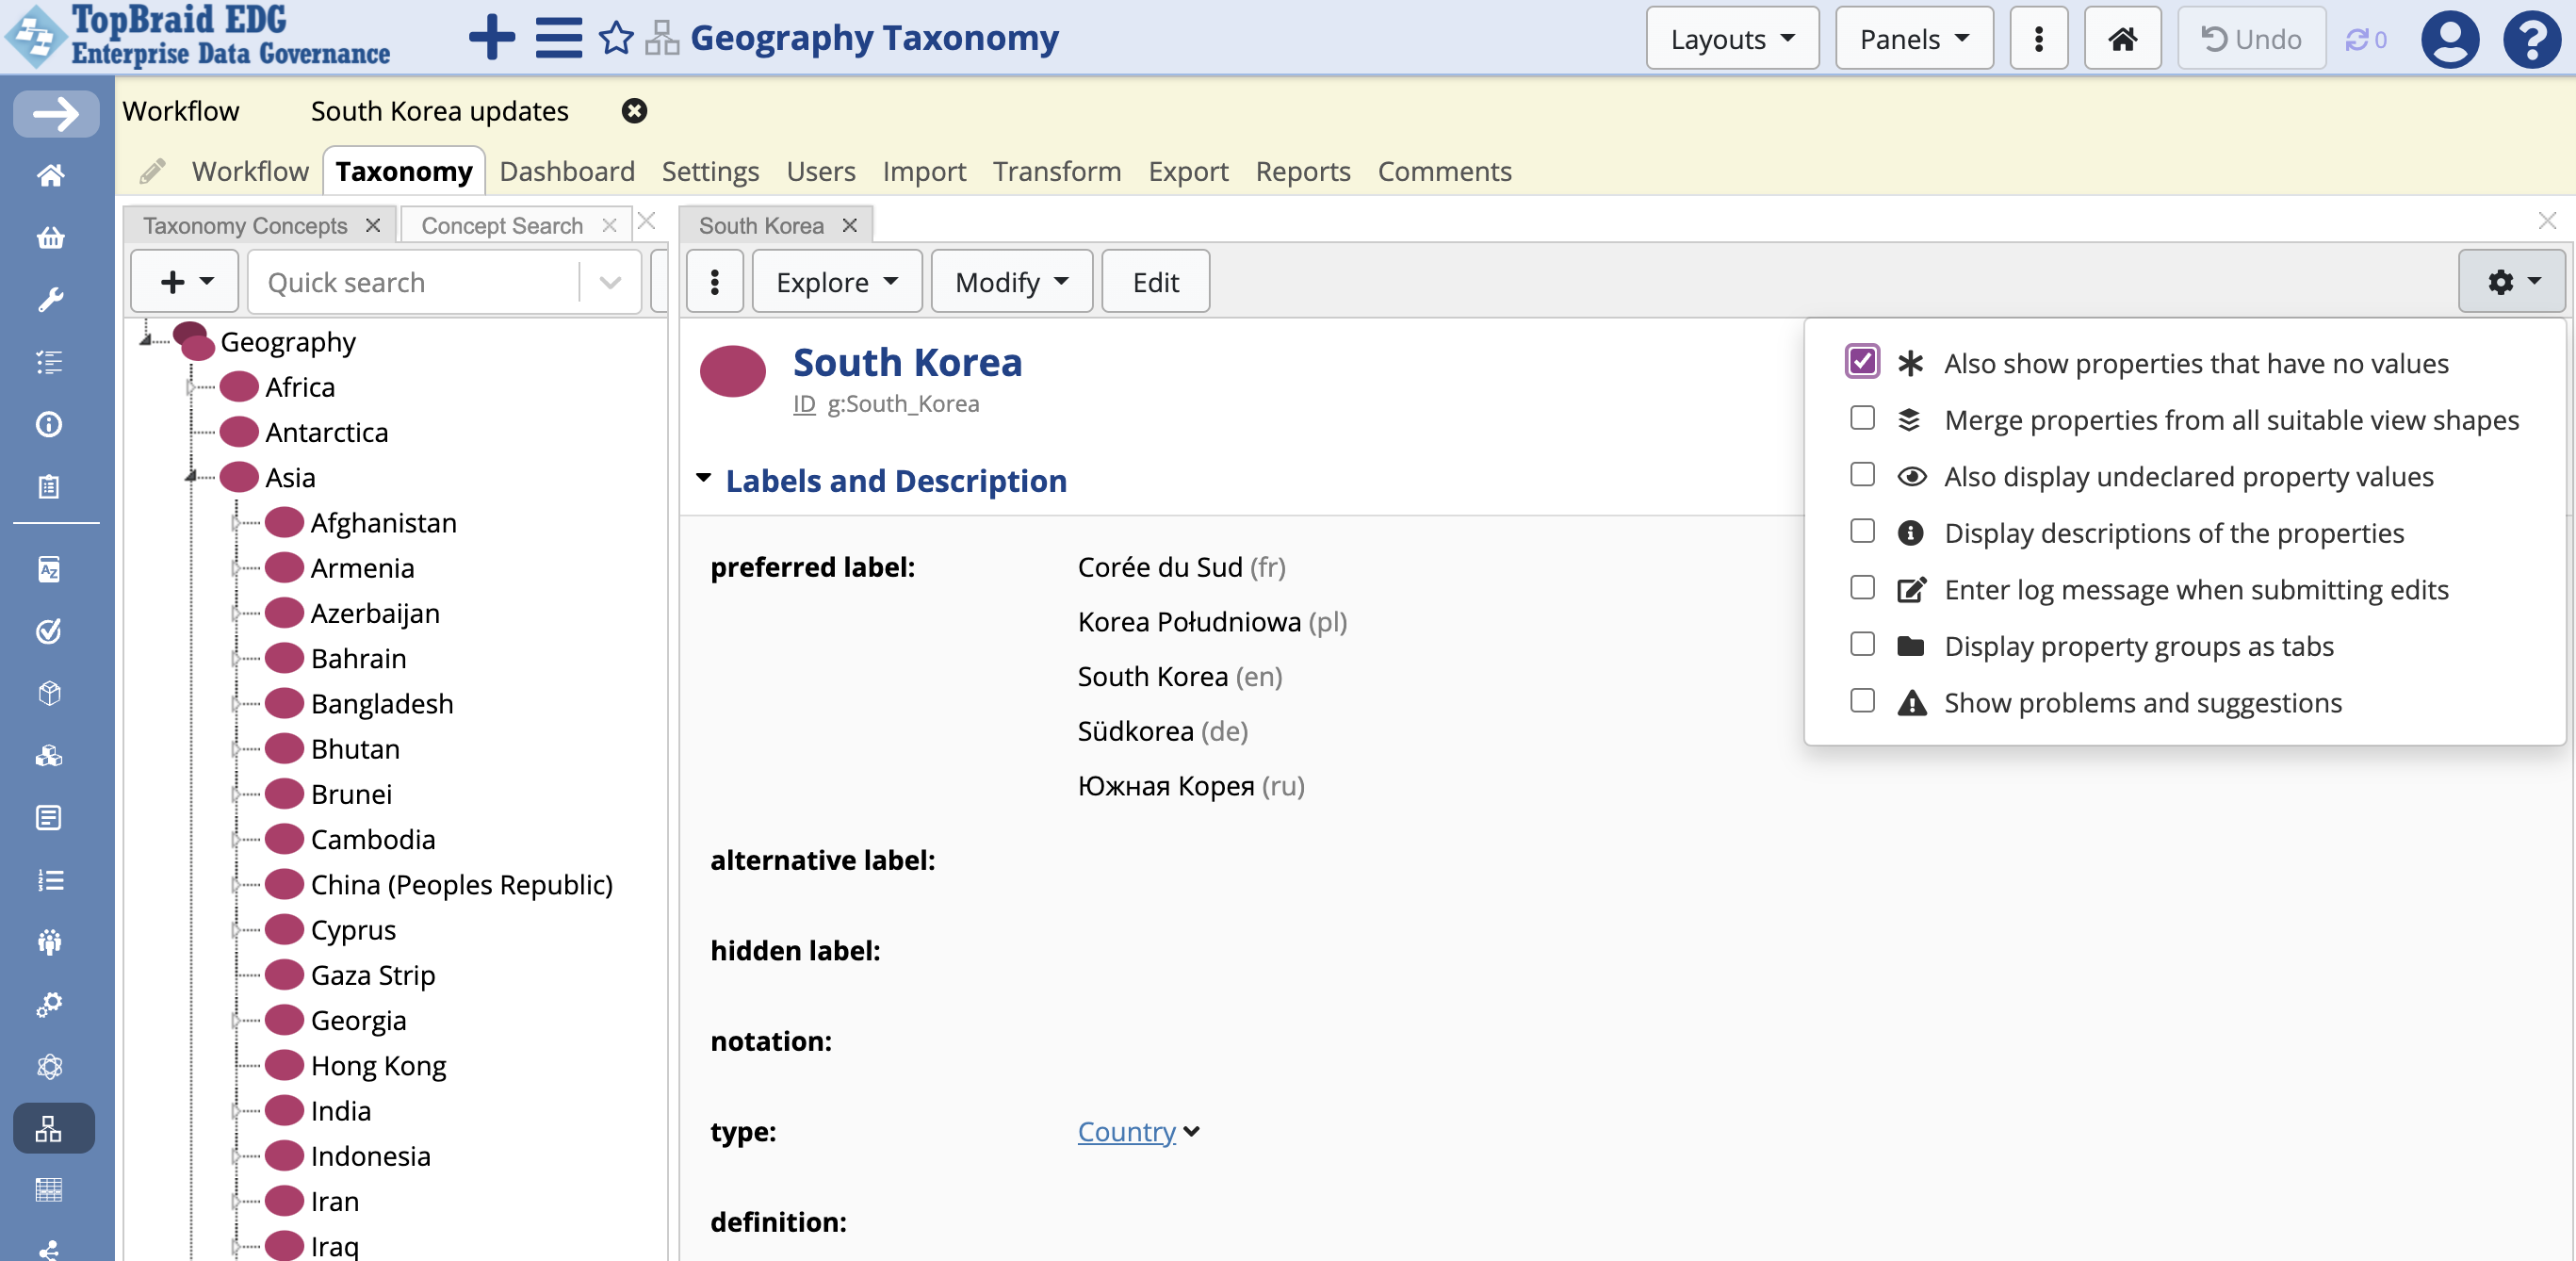 TopBraid EDG
Enterprise Data Governance
Geography Taxonomy
Layouts
Panels
Undo
0
Workflow
South Korea updates
Workflow
Taxonomy
Dashboard
Settings
Users
Import
Transform
Export
Reports
Comments
Taxonomy Concepts
Concept Search
Quick search
Geography
Africa
Antarctica
Asia
Afghanistan
Armenia
Azerbaijan
Bahrain
Bangladesh
Bhutan
Brunei
Cambodia
China (Peoples Republic)
Cyprus
Gaza Strip
Georgia
Hong Kong
India
Indonesia
Iran
Iraq
South Korea
Explore
Modify
Edit
South Korea
ID g:South_Korea
Labels and Description
preferred label:
Corée du Sud (fr)
Korea Południowa (pl)
South Korea (en)
Südkorea (de)
Южная Корея (ru)
alternative label:
hidden label:
notation:
type:
Country
definition:
Also show properties that have no values
Merge properties from all suitable view shapes
Also display undeclared property values
Display descriptions of the properties
Enter log message when submitting edits
Display property groups as tabs
Show problems and suggestions